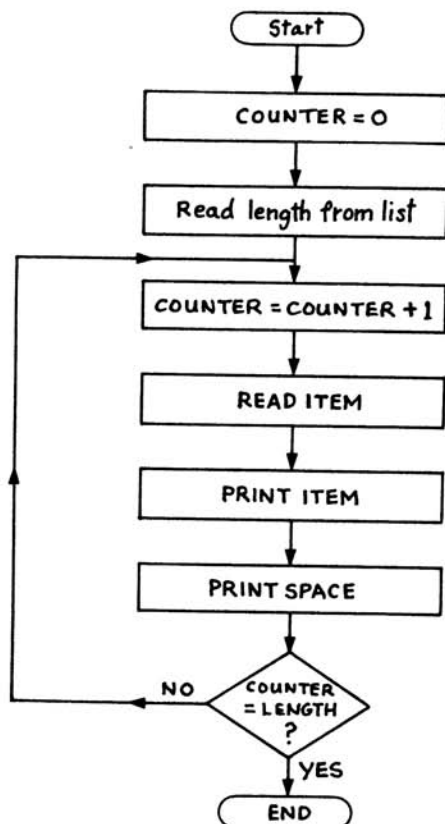 Start
COUNTER = 0
Read length from list
COUNTER = COUNTER + 1
READ ITEM
PRINT ITEM
PRINT SPACE
COUNTER
= LENGTH
?
NO
YES
END